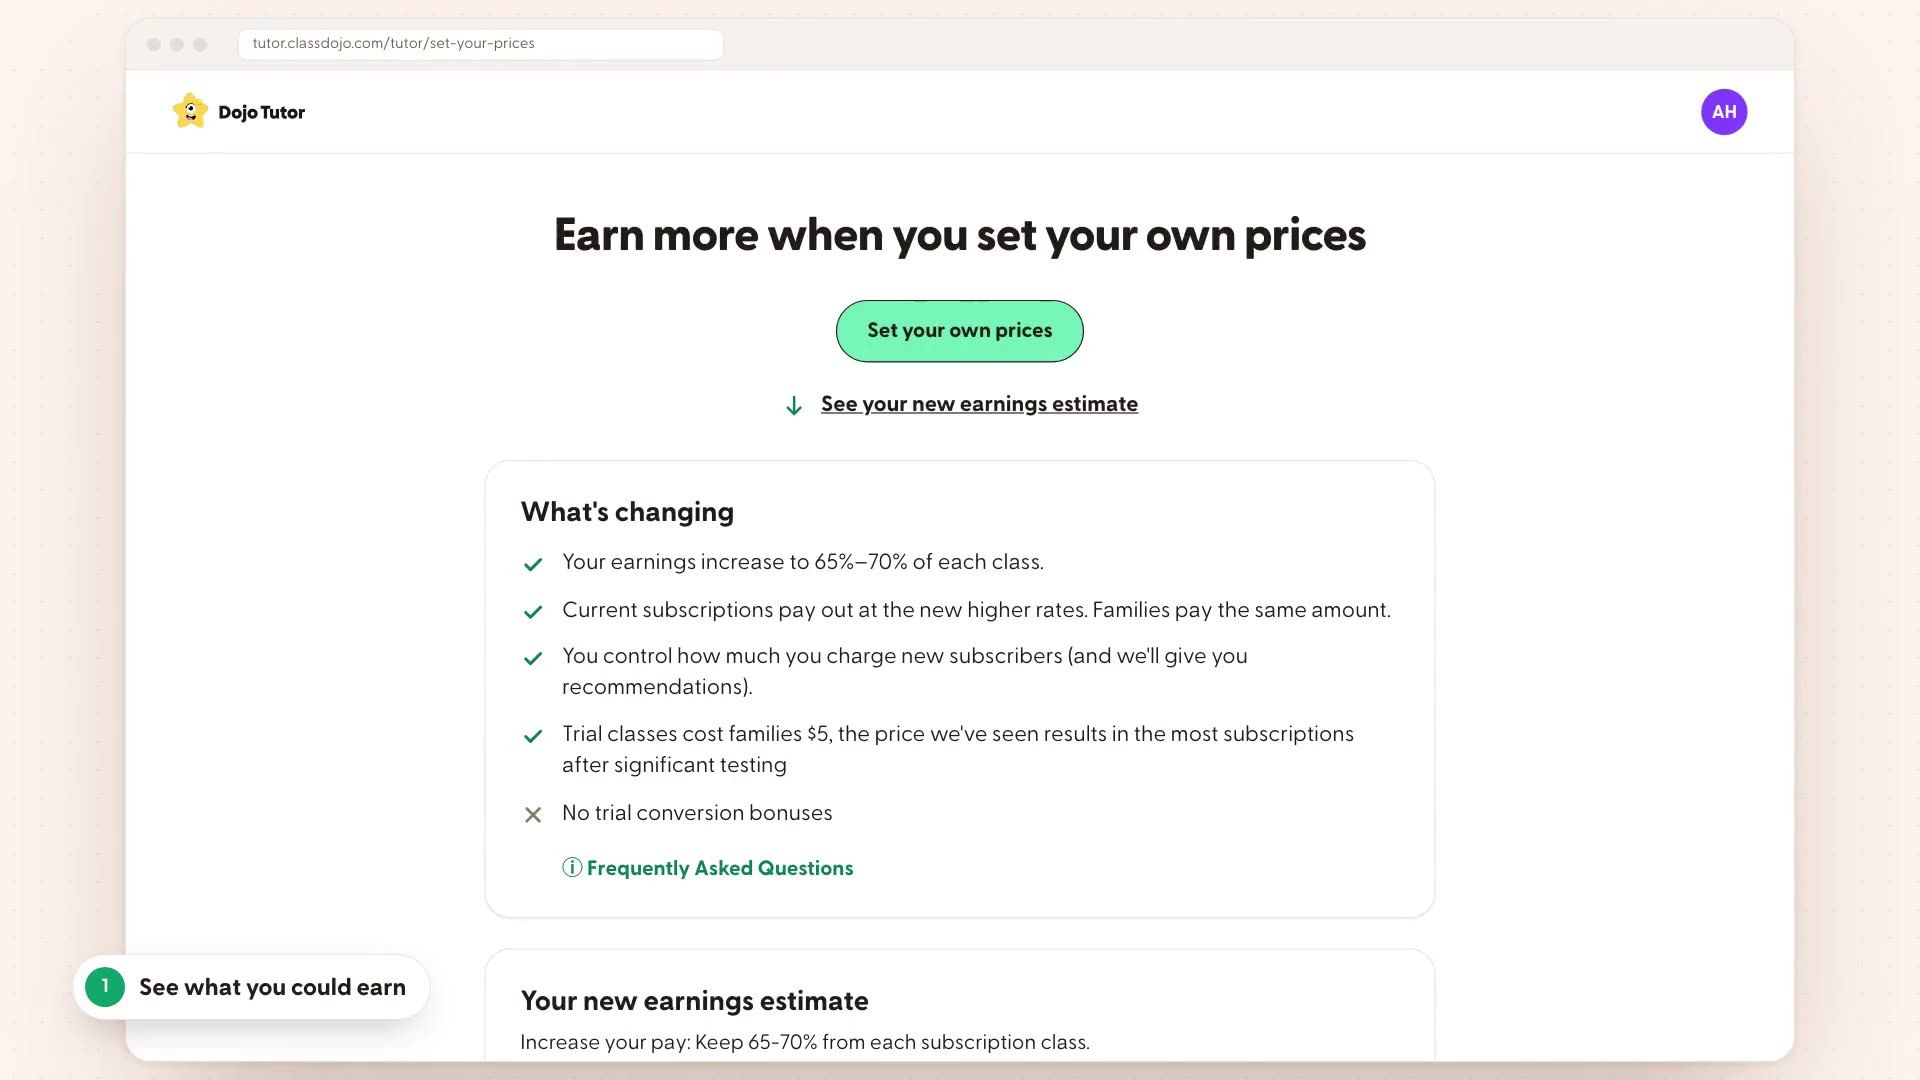 tutor.classdojo.com/tutor/set-your-prices
Dojo Tutor
AH
Earn more when you set your own prices
Set your own prices
See your new earnings estimate
What's changing
Your earnings increase to 65%–70% of each class.
Current subscriptions pay out at the new higher rates. Families pay the same amount.
You control how much you charge new subscribers (and we'll give you
recommendations).
Trial classes cost families $5, the price we've seen results in the most subscriptions
after significant testing
No trial conversion bonuses
Frequently Asked Questions
1 See what you could earn
Your new earnings estimate
Increase your pay: Keep 65-70% from each subscription class.